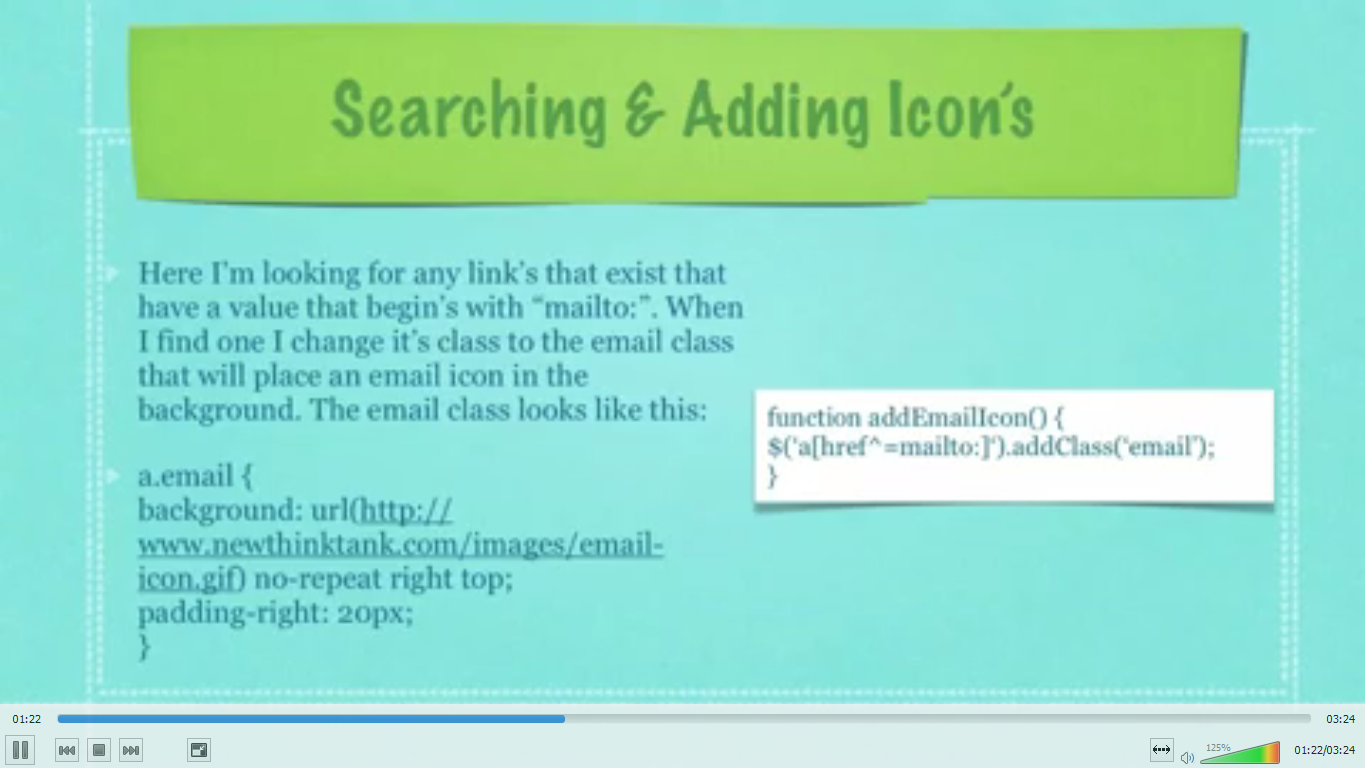 Searching & Adding Icon's
Here I'm looking for any link's that exist that
have a value that begin's with “mailto:”. When
I find one I change it's class to the email class
that will place an email icon in the
background. The email class looks like this:
a.email {
background: url(http://
www.newthinktank.com/images/email-
icon.gif) no-repeat right top;
padding-right: 20px;
}
function addEmailIcon() {
$(‘a[href^=mailto:]‘).addClass(‘email’);
}
01:22
03:24
125%
01:22/03:24